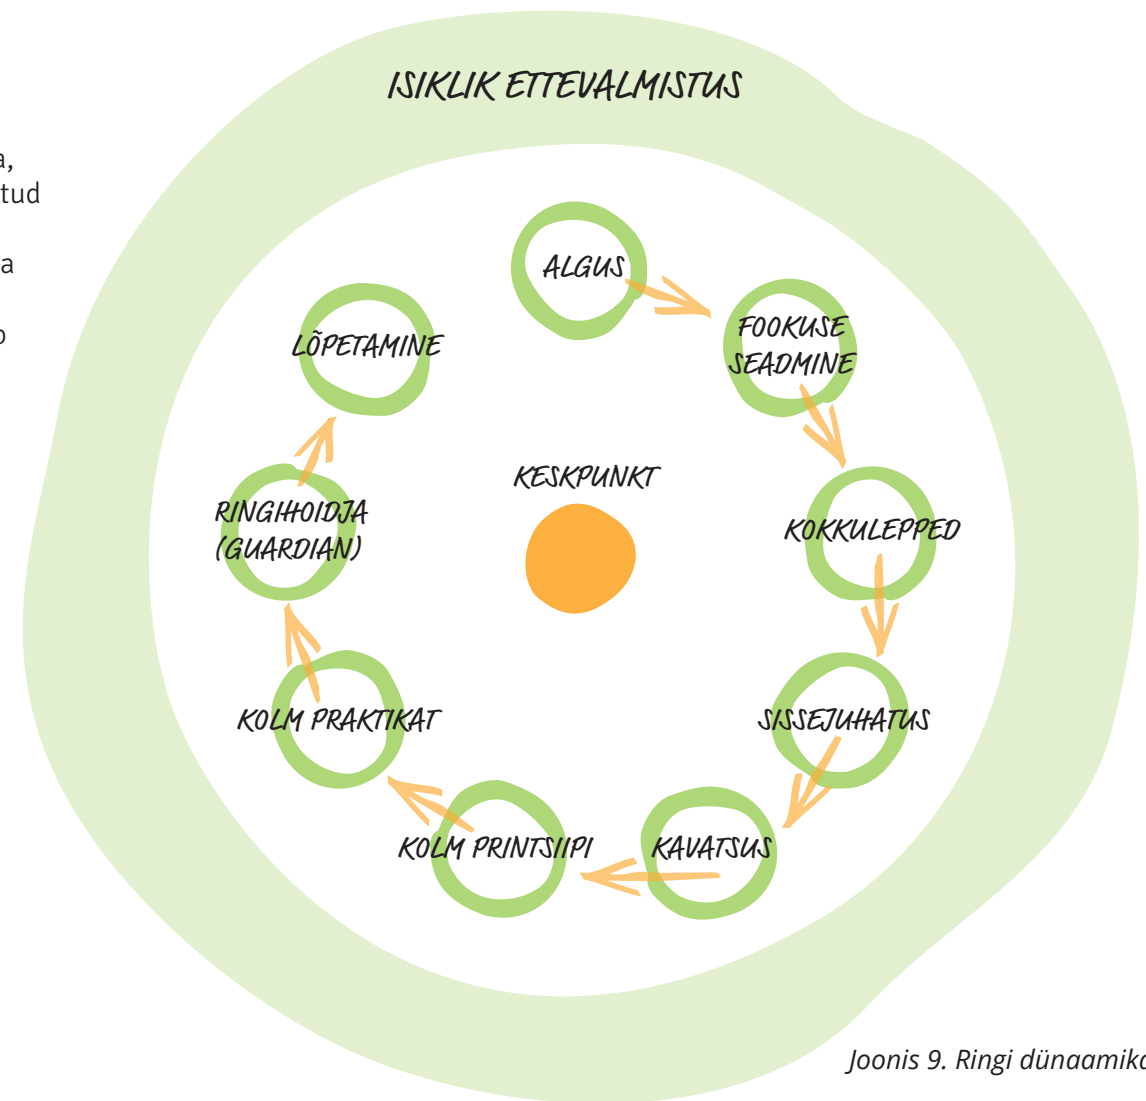 ISIKLIK ETTEVALMISTUS
a,
tud
a
ALGUS
FOOKUSE
SEADMINE
LÕPETAMINE
KESKPUNKT
RINGIHOIDJA
(GUARDIAN)
KOKKULEPPED
KOLM PRAKTIKAT
SISSEJUHATUS
KOLM PRINTSIIPI
KAVATSUS
Joonis 9. Ringi dünaamika